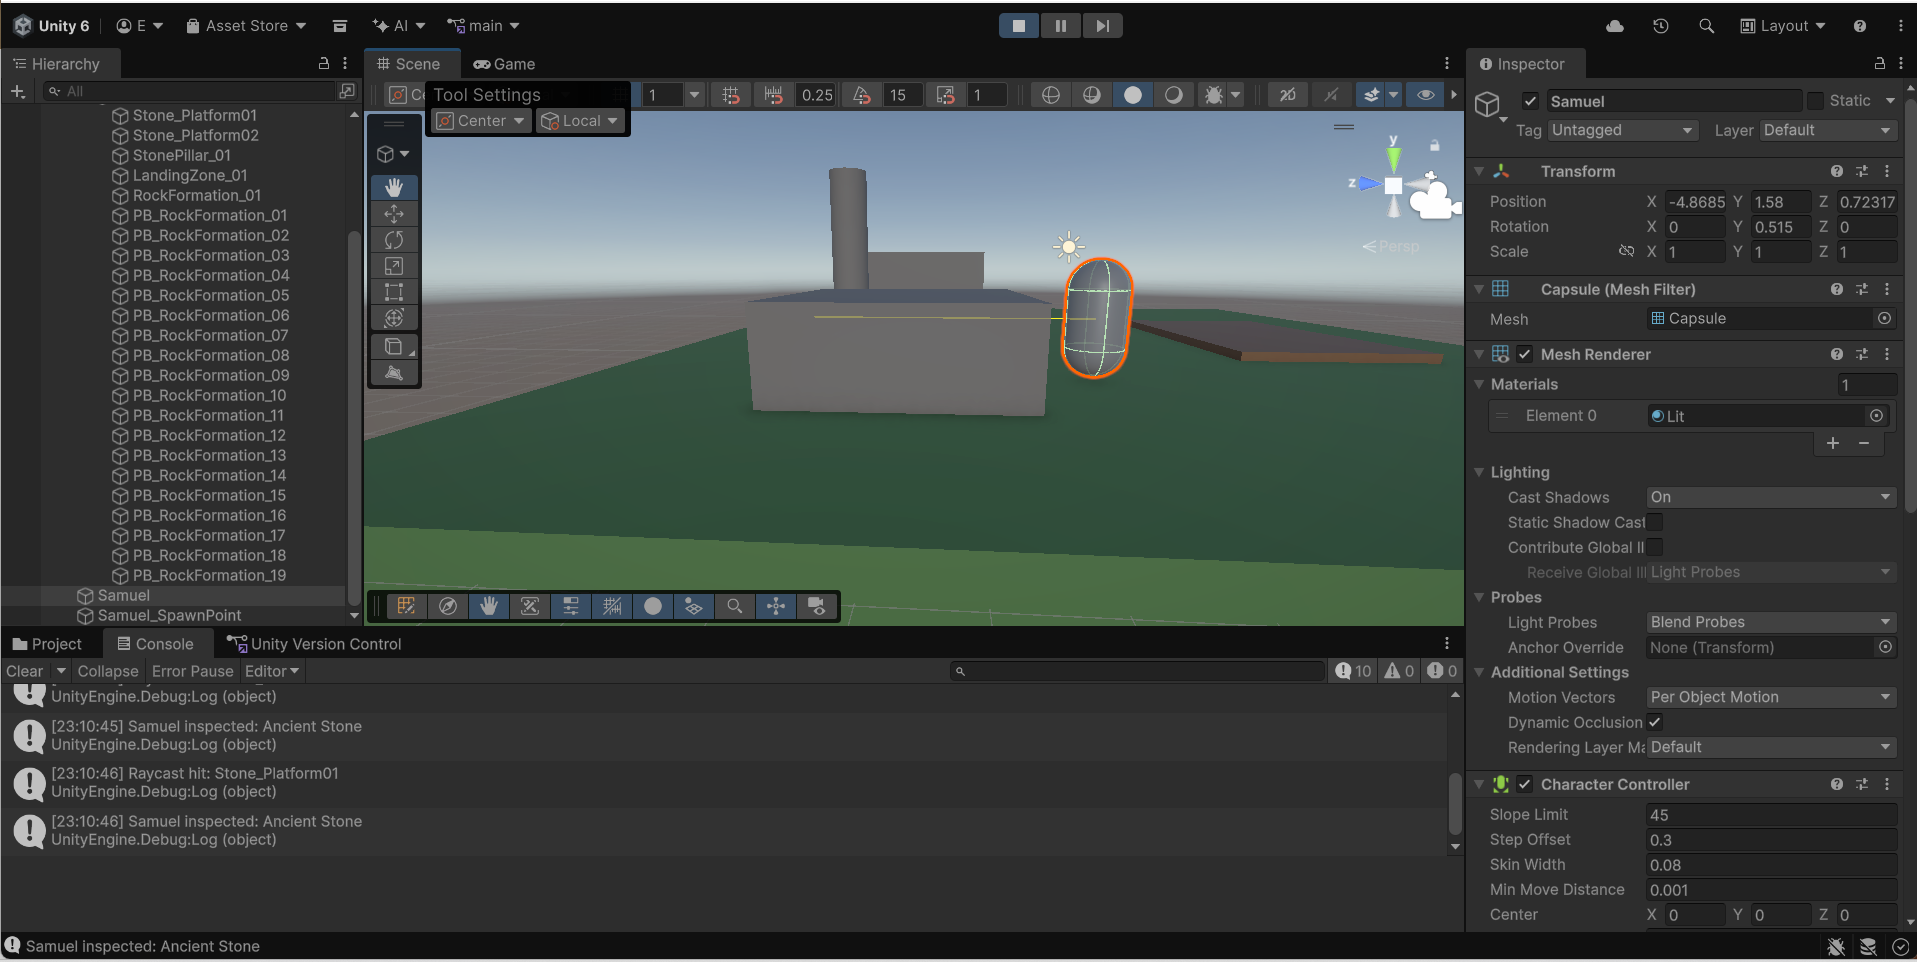 Unity 6
E
Asset Store
AI
main
Layout
Hierarchy
All
Stone_Platform01
Stone_Platform02
StonePillar_01
LandingZone_01
RockFormation_01
PB_RockFormation_01
PB_RockFormation_02
PB_RockFormation_03
PB_RockFormation_04
PB_RockFormation_05
PB_RockFormation_06
PB_RockFormation_07
PB_RockFormation_08
PB_RockFormation_09
PB_RockFormation_10
PB_RockFormation_11
PB_RockFormation_12
PB_RockFormation_13
PB_RockFormation_14
PB_RockFormation_15
PB_RockFormation_16
PB_RockFormation_17
PB_RockFormation_18
PB_RockFormation_19
Samuel
Samuel_SpawnPoint
Scene
Game
Ce
Tool Settings
Center
Local
1
0.25
15
1
2D
y
z
Persp
Project
Console
Unity Version Control
Clear
Collapse
Error Pause
Editor
10
0
0
UnityEngine.Debug:Log (object)
[23:10:45] Samuel inspected: Ancient Stone
UnityEngine.Debug:Log (object)
[23:10:46] Raycast hit: Stone_Platform01
UnityEngine.Debug:Log (object)
[23:10:46] Samuel inspected: Ancient Stone
UnityEngine.Debug:Log (object)
Samuel inspected: Ancient Stone
Inspector
Samuel
Static
Tag Untagged
Layer Default
Transform
Position X -4.8685 Y 1.58 Z 0.72317
Rotation X 0 Y 0.515 Z 0
Scale X 1 Y 1 Z 1
Capsule (Mesh Filter)
Mesh Capsule
Mesh Renderer
Materials 1
Element 0 Lit
Lighting
Cast Shadows On
Static Shadow Cast
Contribute Global Il
Receive Global Ill Light Probes
Probes
Light Probes Blend Probes
Anchor Override None (Transform)
Additional Settings
Motion Vectors Per Object Motion
Dynamic Occlusion
Rendering Layer Ma Default
Character Controller
Slope Limit 45
Step Offset 0.3
Skin Width 0.08
Min Move Distance 0.001
Center X 0 Y 0 Z 0